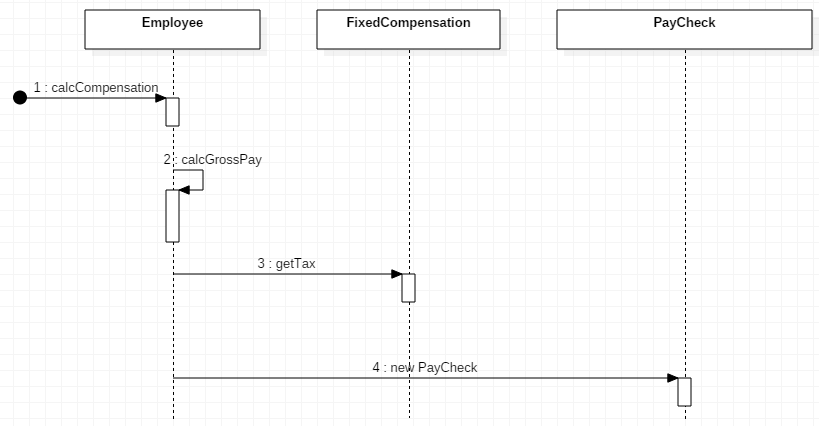 Employee
FixedCompensation
PayCheck
1 : calcCompensation
2 : calcGrossPay
3 : getTax
4 : new PayCheck